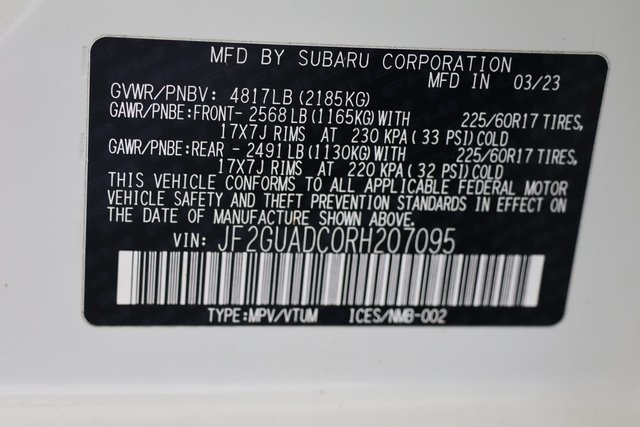 MFD BY SUBARU CORPORATION
MFD IN 03/23
GVWR/PNBV: 4817LB (2185KG)
GAWR/PNBE:FRONT- 2568 LB (1165KG) WITH 225/60R17 TIRES,
17X7J RIMS AT 230 KPA (33 PSI) COLD
GAWR/PNBE:REAR - 2491 LB (1130KG) WITH 225/60R17 TIRES,
17X7J RIMS AT 220 KPA (32 PSI) COLD
THIS VEHICLE CONFORMS TO ALL APPLICABLE FEDERAL MOTOR
VEHICLE SAFETY AND THEFT PREVENTION STANDARDS IN EFFECT ON
THE DATE OF MANUFACTURE SHOWN ABOVE.
VIN: JF2GUADC0RH207095
TYPE:MPV/VTUM ICES/NMB-002